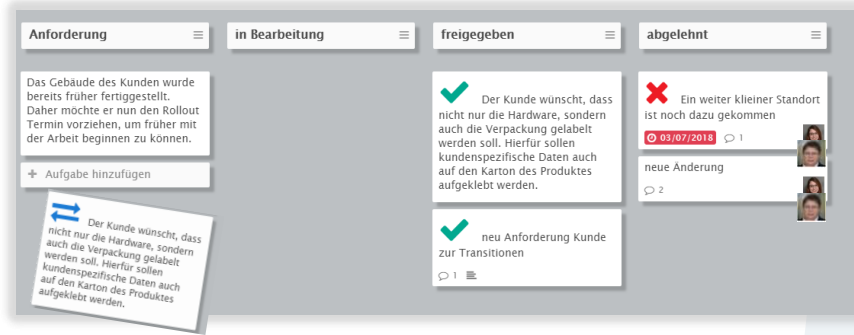 Anforderung
in Bearbeitung
freigegeben
abgelehnt
Das Gebäude des Kunden wurde
bereits früher fertiggestellt.
Daher möchte er nun den Rollout
Termin vorziehen, um früher mit
der Arbeit beginnen zu können.
+ Aufgabe hinzufügen
Der Kunde wünscht, dass
nicht nur die Hardware, sondern
auch die Verpackung gelabelt
werden soll. Hierfür sollen
kundenspezifische Daten auch
auf den Karton des Produktes
aufgeklebt werden.
Der Kunde wünscht, dass
nicht nur die Hardware, sondern
auch die Verpackung gelabelt
werden soll. Hierfür sollen
kundenspezifische Daten auch
auf den Karton des Produktes
aufgeklebt werden.
neu Anforderung Kunde
zur Transitionen
1
Ein weiter klieiner Standort
ist noch dazu gekommen
03/07/2018 1
neue Änderung
2